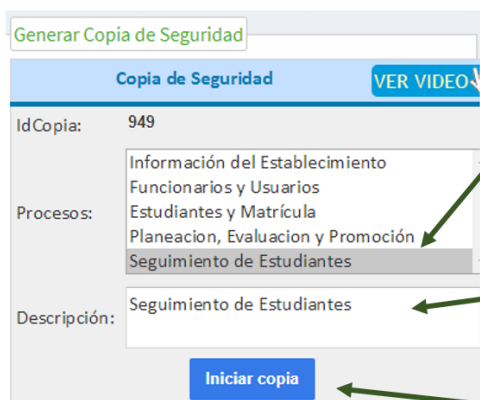 Generar Copia de Seguridad
Copia de Seguridad
VER VIDEO
IdCopia: 949
Procesos:
Información del Establecimiento
Funcionarios y Usuarios
Estudiantes y Matrícula
Planeacion, Evaluacion y Promoción
Seguimiento de Estudiantes
Descripción:
Seguimiento de Estudiantes
Iniciar copia